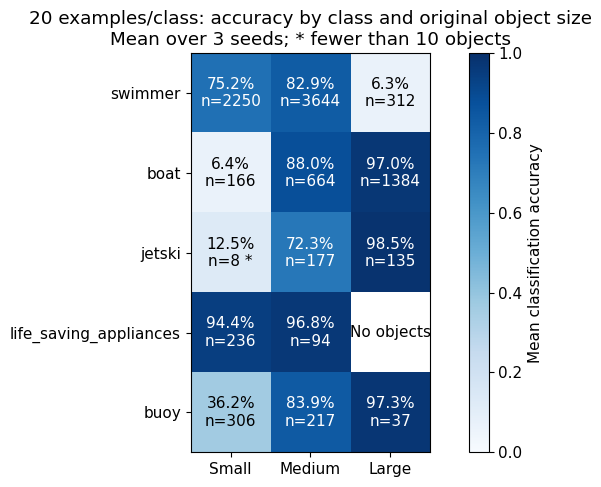 20 examples/class: accuracy by class and original object size
Mean over 3 seeds; * fewer than 10 objects
swimmer
75.2%
n=2250
82.9%
n=3644
6.3%
n=312
boat
6.4%
n=166
88.0%
n=664
97.0%
n=1384
jetski
12.5%
n=8 *
72.3%
n=177
98.5%
n=135
life_saving_appliances
94.4%
n=236
96.8%
n=94
No objects
buoy
36.2%
n=306
83.9%
n=217
97.3%
n=37
Small
Medium
Large
1.0
0.8
0.6
0.4
0.2
0.0
Mean classification accuracy